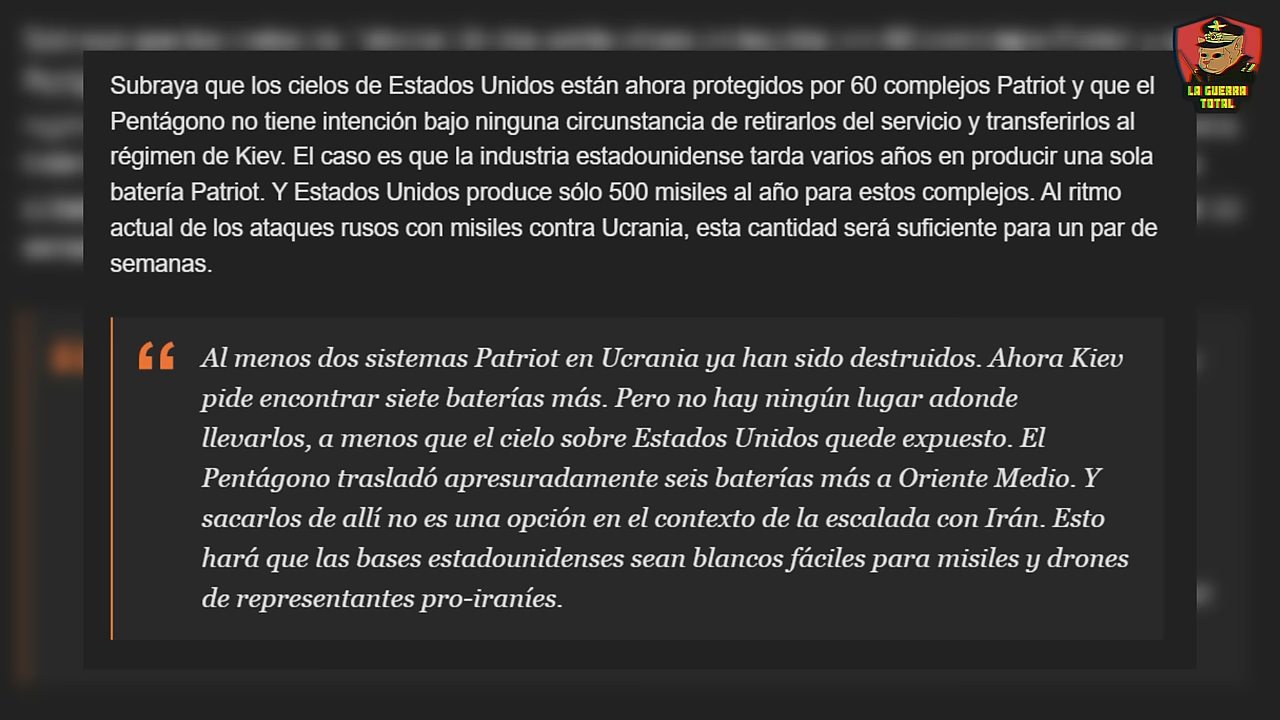 Subraya que los cielos de Estados Unidos están ahora protegidos por 60 complejos Patriot y que el
Pentágono no tiene intención bajo ninguna circunstancia de retirarlos del servicio y transferirlos al
régimen de Kiev. El caso es que la industria estadounidense tarda varios años en producir una sola
batería Patriot. Y Estados Unidos produce sólo 500 misiles al año para estos complejos. Al ritmo
actual de los ataques rusos con misiles contra Ucrania, esta cantidad será suficiente para un par de
semanas.
“ Al menos dos sistemas Patriot en Ucrania ya han sido destruidos. Ahora Kiev
pide encontrar siete baterías más. Pero no hay ningún lugar adonde
llevarlos, a menos que el cielo sobre Estados Unidos quede expuesto. El
Pentágono trasladó apresuradamente seis baterías más a Oriente Medio. Y
sacarlos de allí no es una opción en el contexto de la escalada con Irán. Esto
hará que las bases estadounidenses sean blancos fáciles para misiles y drones
de representantes pro-iraníes.
LA GUERRA
TOTAL